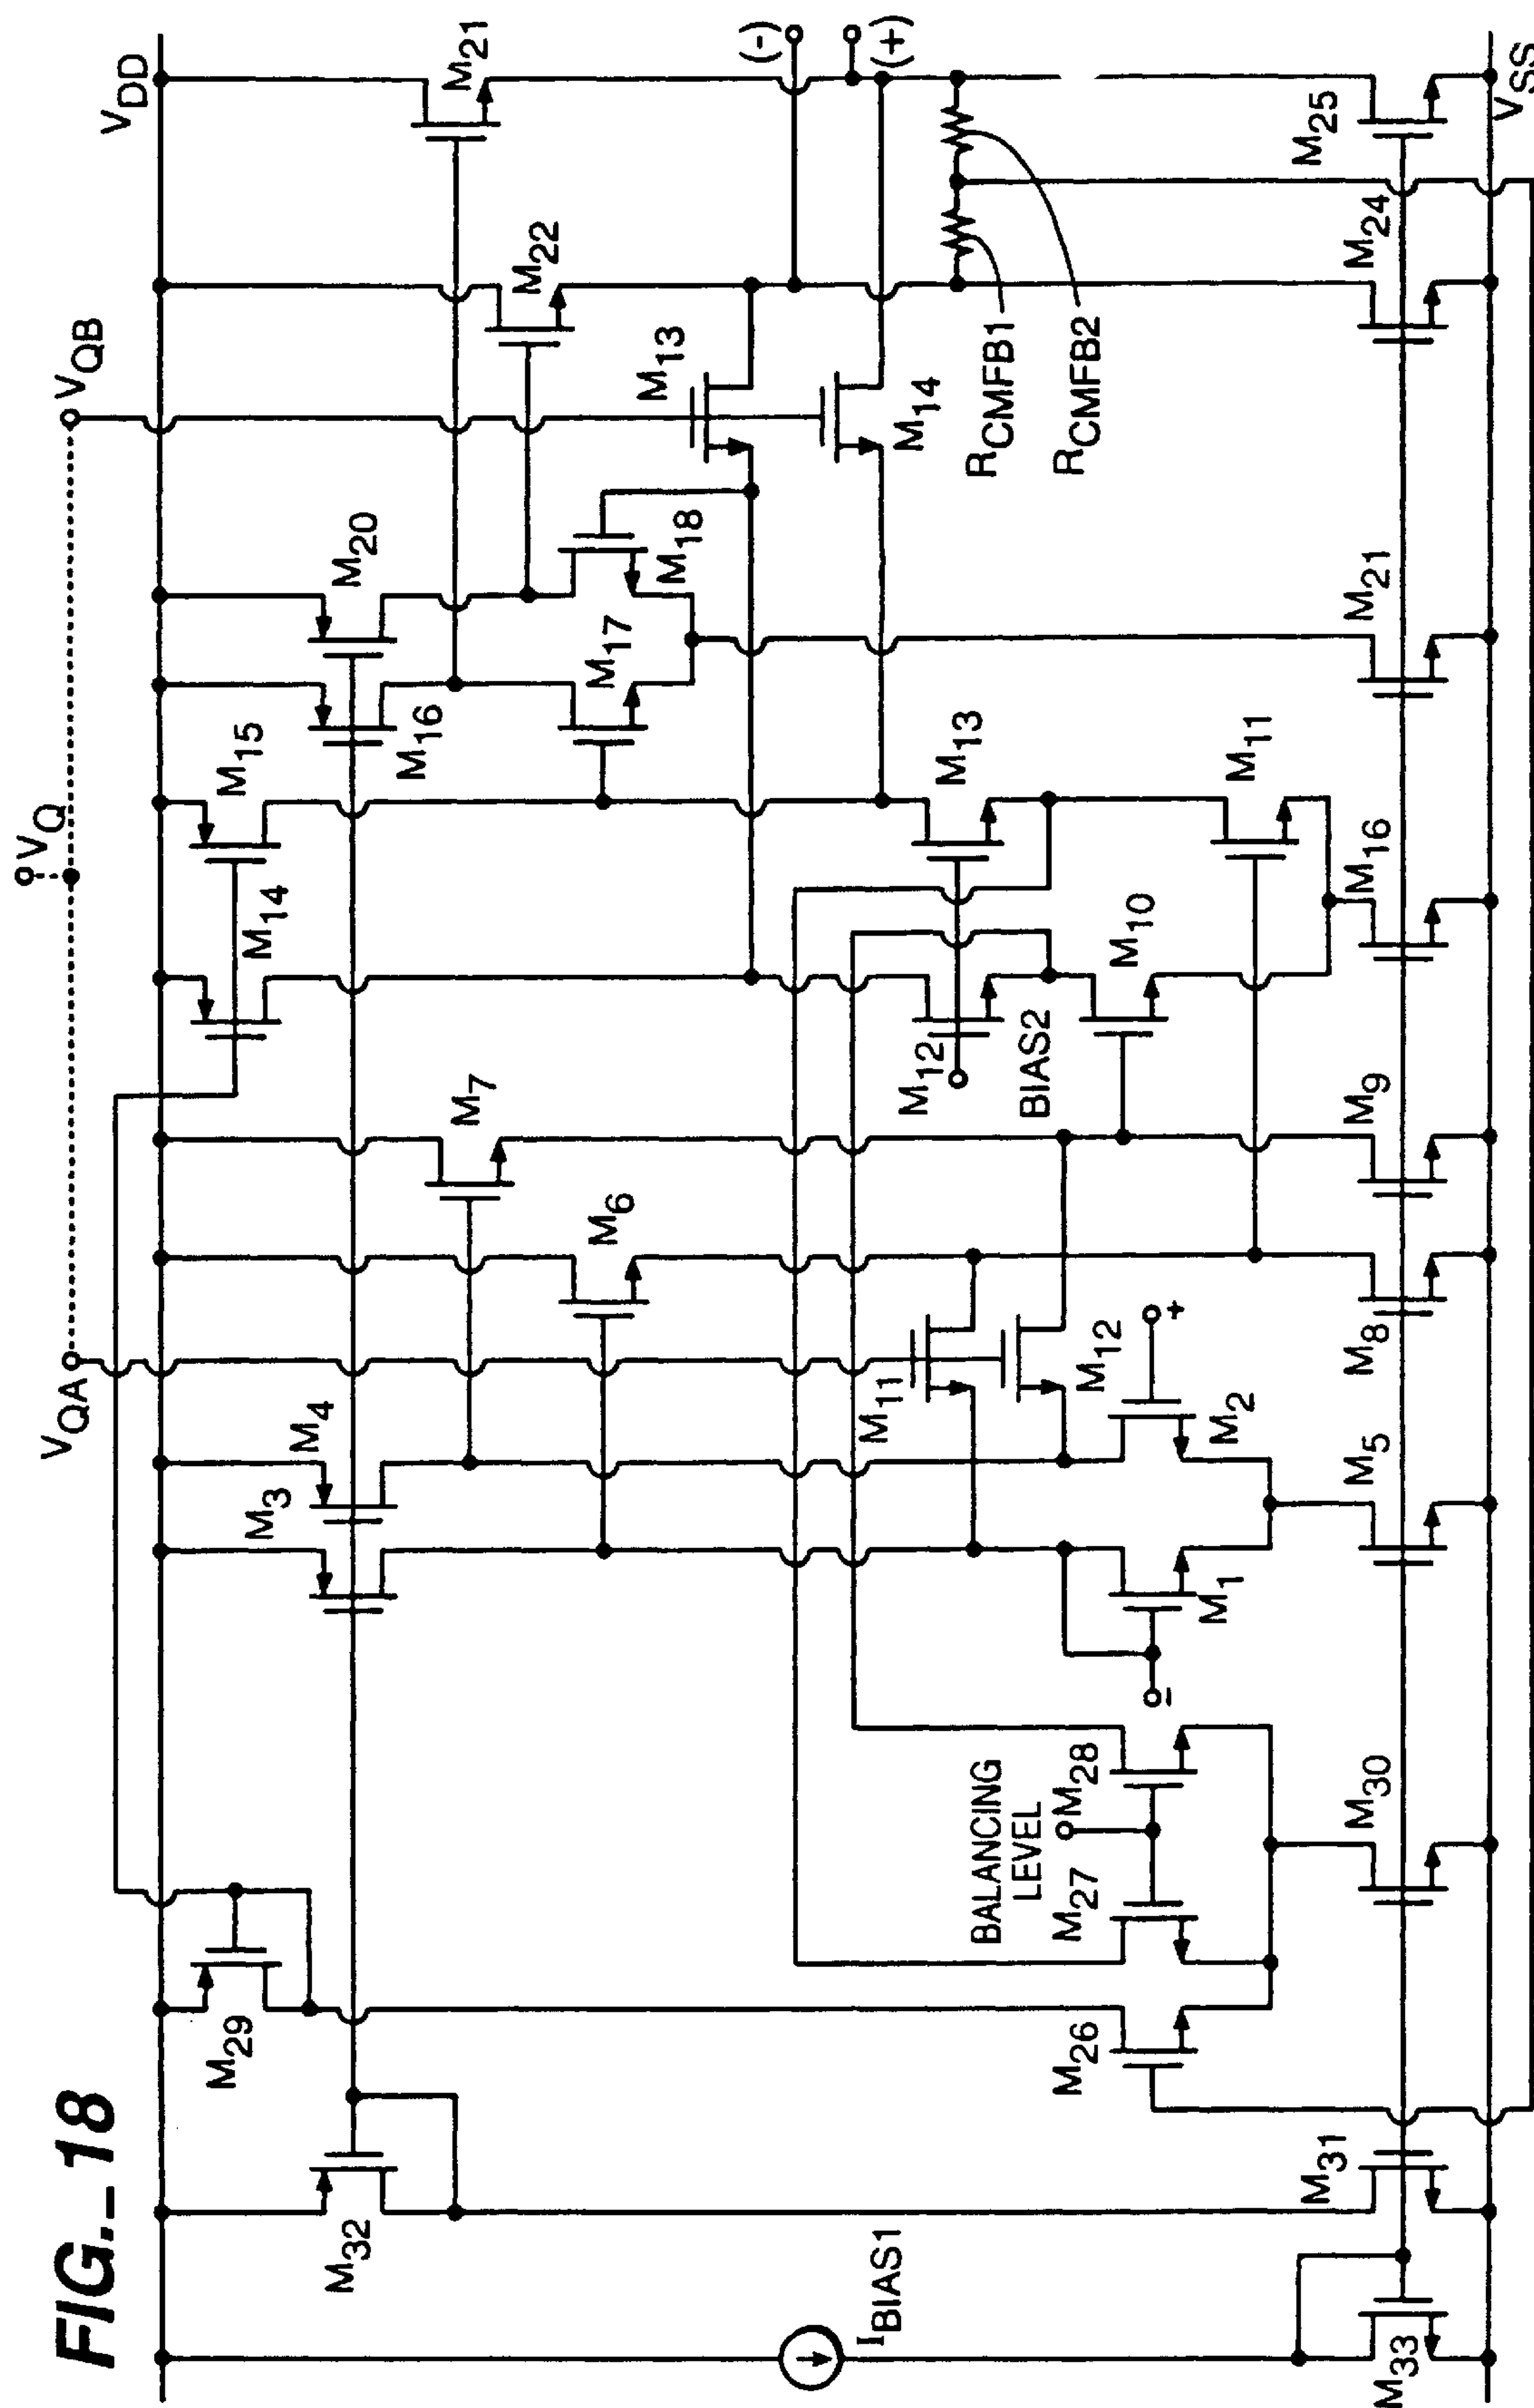 FIG._18
V_DD
V_SS
V_QA
V_Q
V_QB
I_BIAS1
M_33
M_32
M_31
M_29
M_26
M_27
BALANCING
LEVEL
M_28
M_30
M_3
M_4
M_1
M_2
M_5
-
+
M_11
M_12
M_6
M_7
M_8
M_9
M_14
M_15
M_12
BIAS2
M_13
M_10
M_11
M_16
M_16
M_20
M_17
M_18
M_21
M_13
M_14
M_22
M_21
(-)
(+)
R_CMFB1
R_CMFB2
M_24
M_25